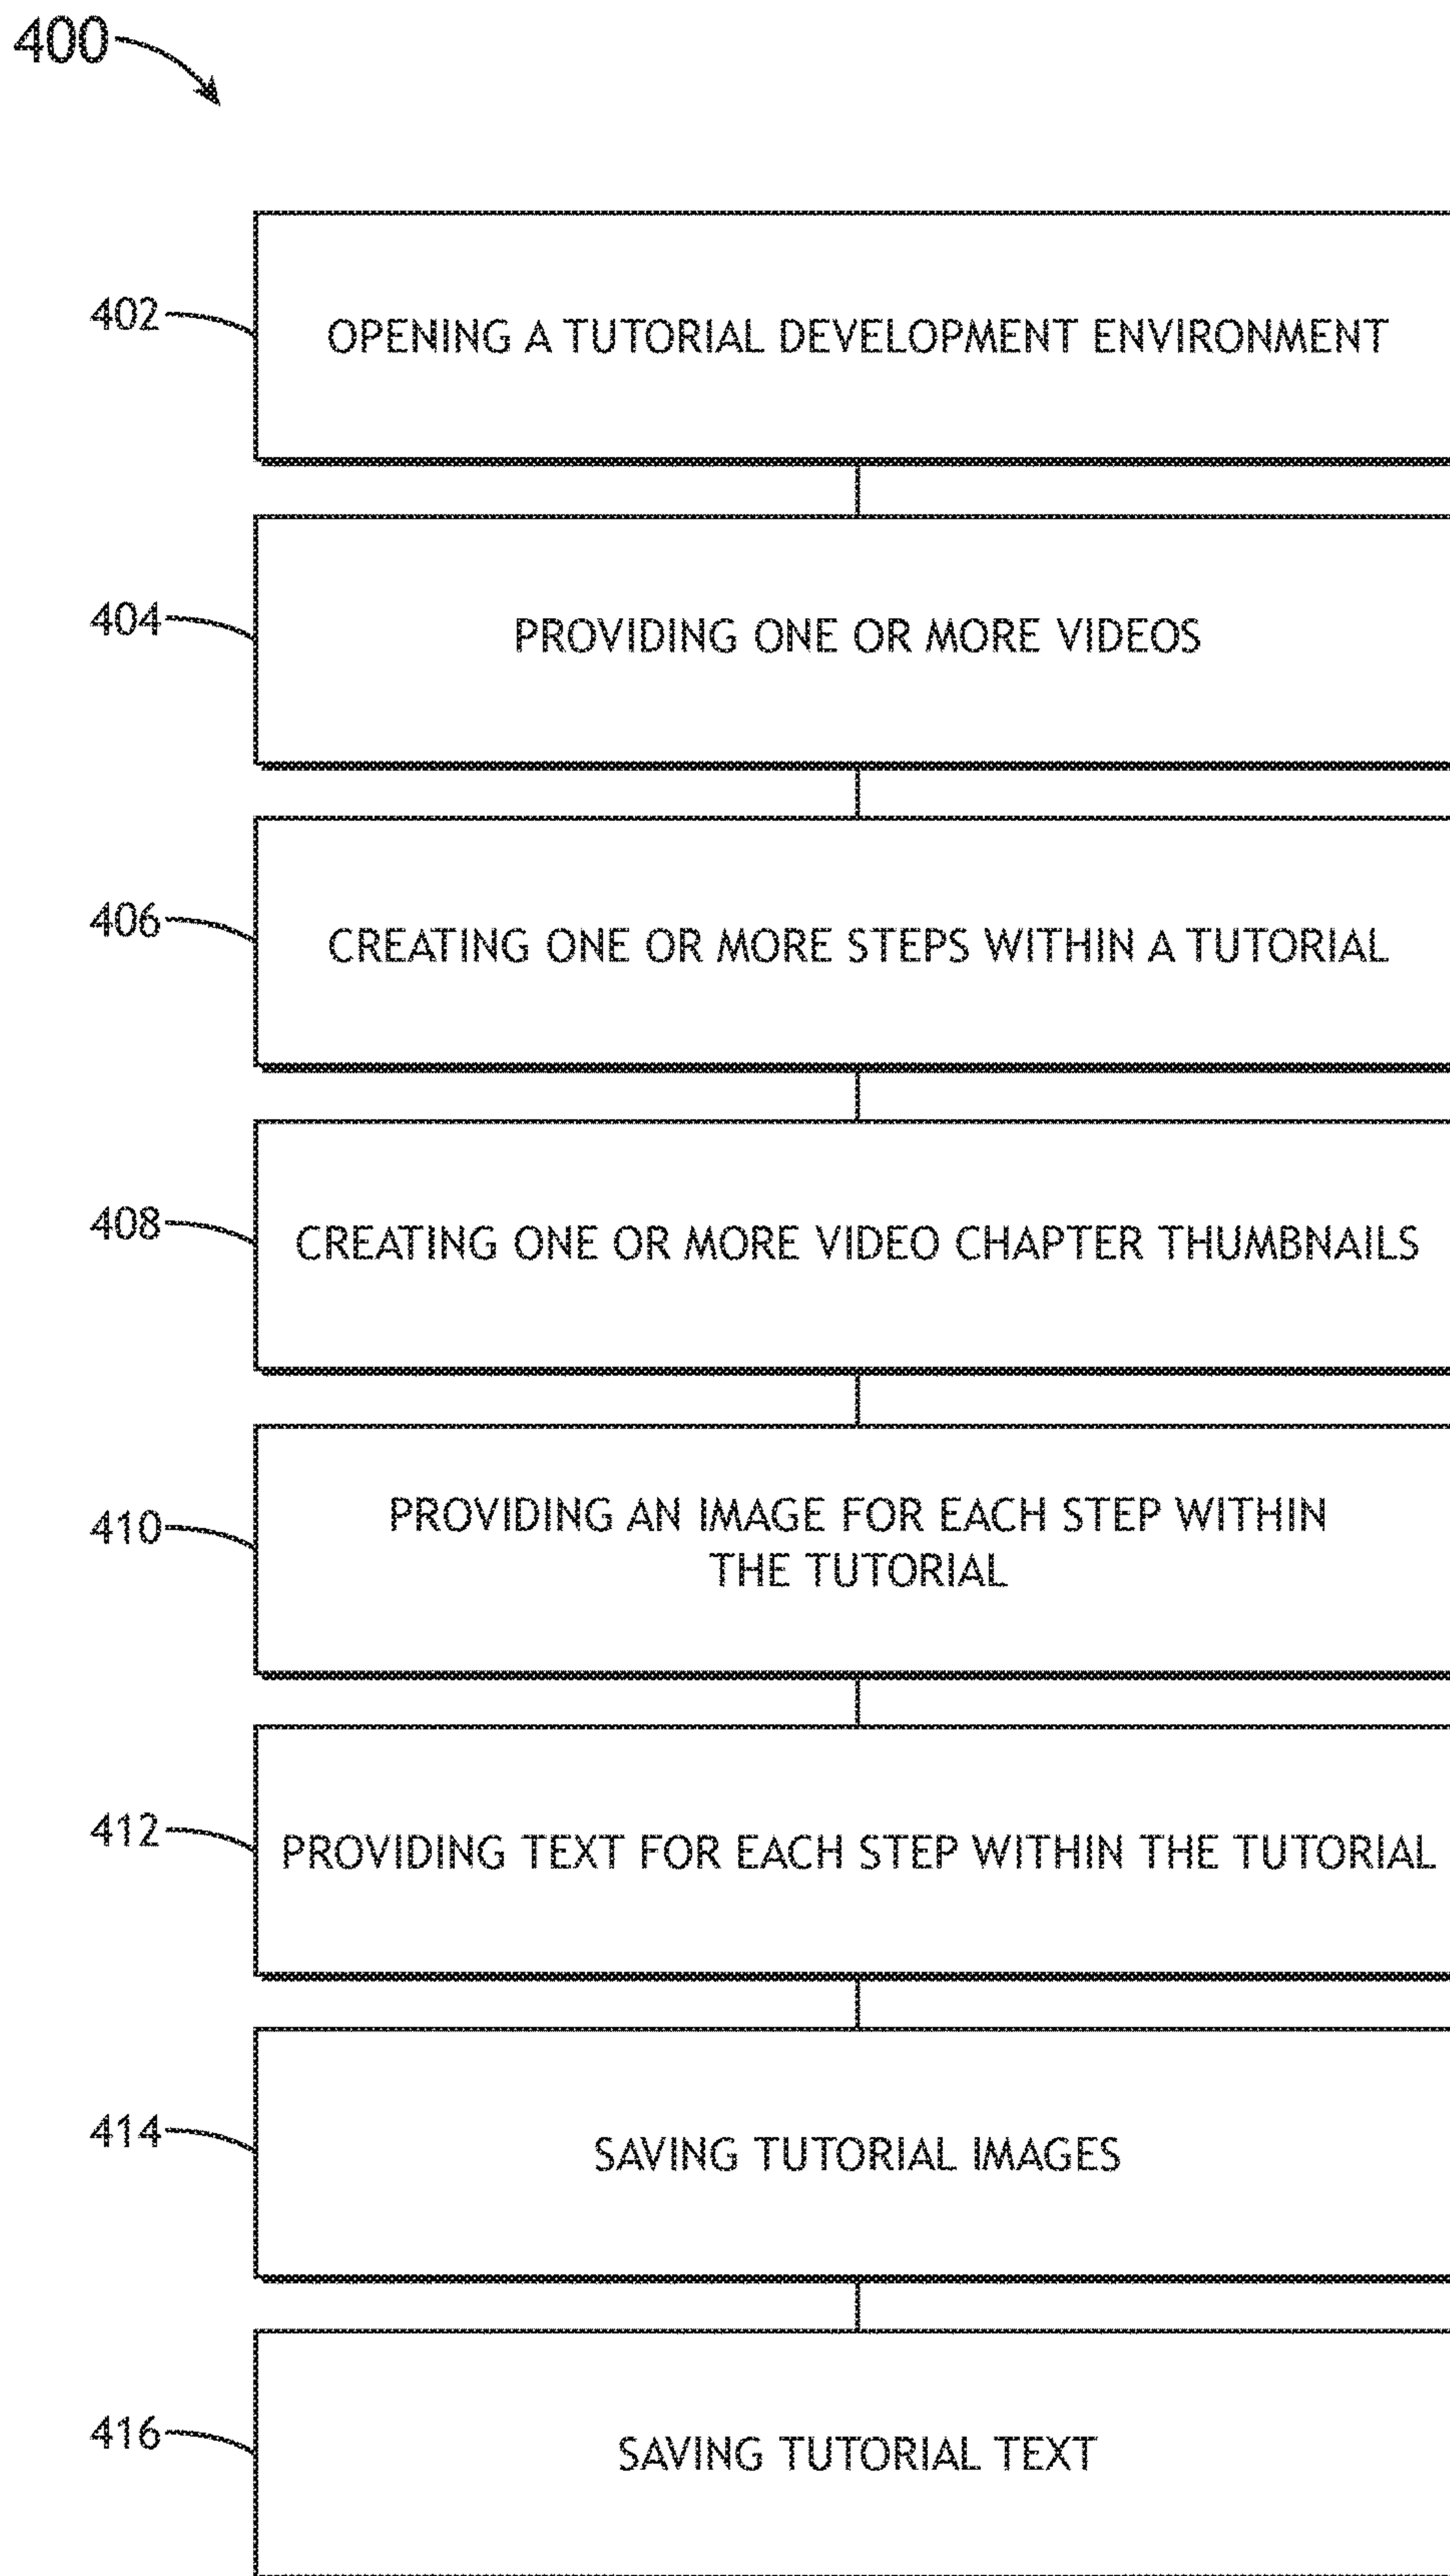 400
402
OPENING A TUTORIAL DEVELOPMENT ENVIRONMENT
404
PROVIDING ONE OR MORE VIDEOS
406
CREATING ONE OR MORE STEPS WITHIN A TUTORIAL
408
CREATING ONE OR MORE VIDEO CHAPTER THUMBNAILS
410
PROVIDING AN IMAGE FOR EACH STEP WITHIN
THE TUTORIAL
412
PROVIDING TEXT FOR EACH STEP WITHIN THE TUTORIAL
414
SAVING TUTORIAL IMAGES
416
SAVING TUTORIAL TEXT